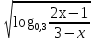 √(log₀,₃ (2x−1)/(3−x))